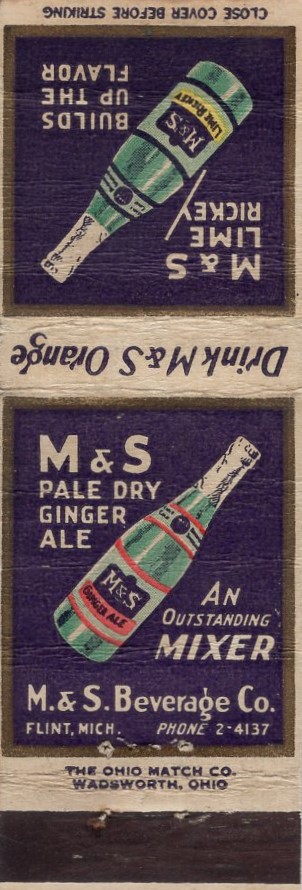 CLOSE COVER BEFORE STRIKING
BUILDS
UP THE
FLAVOR
M&S
LIME RICKEY
M & S
LIME
RICKEY
Drink M&S Orange
M & S
PALE DRY
GINGER
ALE
M&S
GINGER ALE
AN
OUTSTANDING
MIXER
M. & S. Beverage Co.
FLINT, MICH. PHONE 2-4137
THE OHIO MATCH CO.
WADSWORTH, OHIO